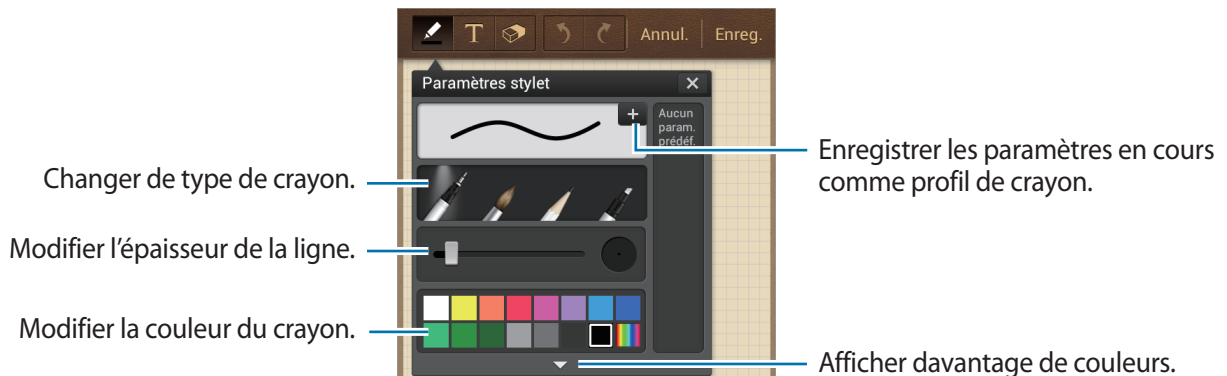 T Annul. Enreg.
Paramètres stylet
Aucun
param.
prédéf.
Enregistrer les paramètres en cours
comme profil de crayon.
Changer de type de crayon.
Modifier l'épaisseur de la ligne.
Modifier la couleur du crayon.
Afficher davantage de couleurs.